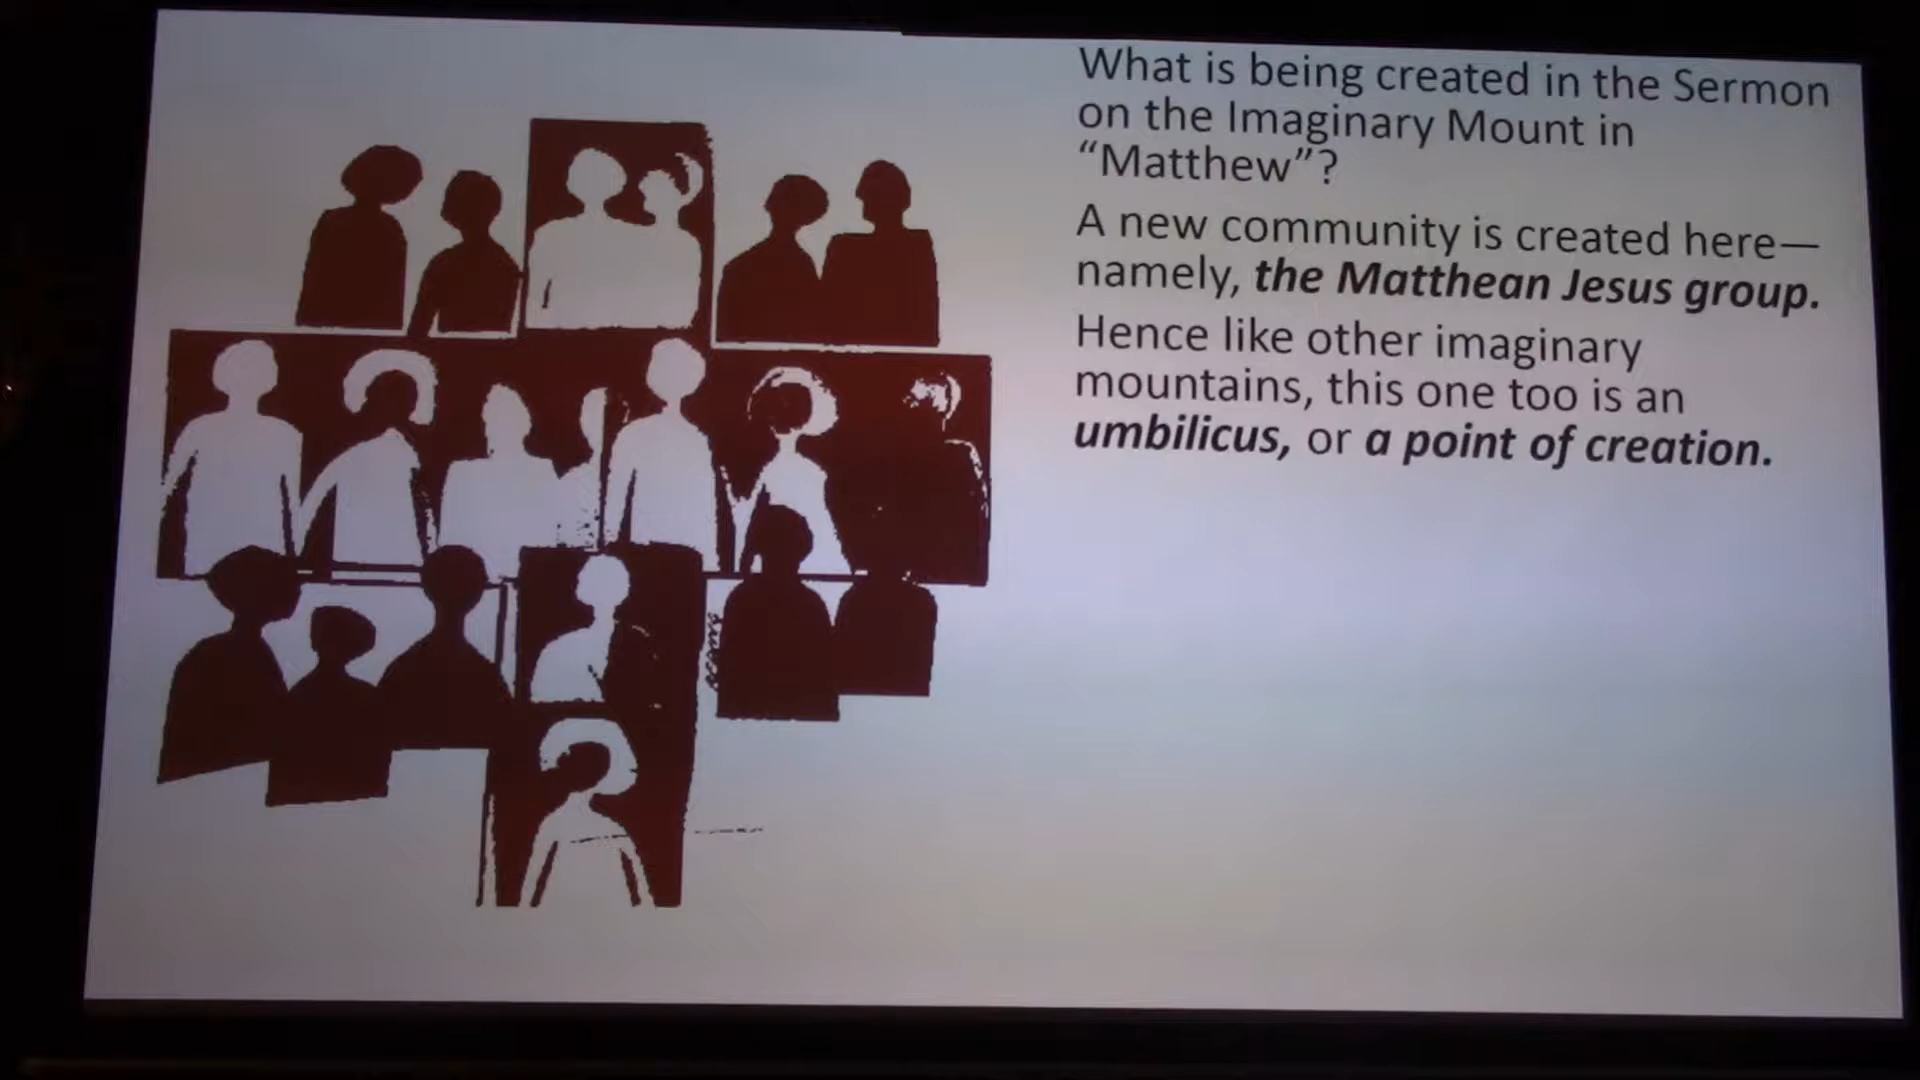 What is being created in the Sermon
on the Imaginary Mount in
“Matthew”?
A new community is created here—
namely, the Matthean Jesus group.
Hence like other imaginary
mountains, this one too is an
umbilicus, or a point of creation.